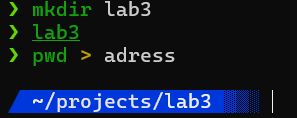 ❯ mkdir lab3
❯ lab3
❯ pwd > adress
~/projects/lab3